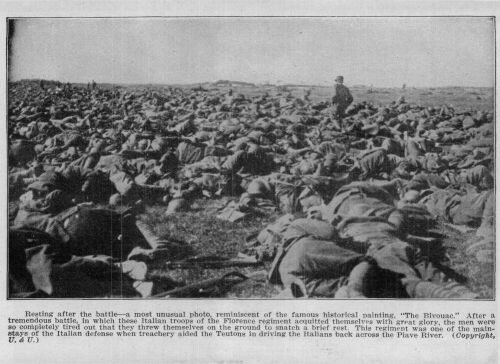 Resting after the battle—a most unusual photo, reminiscent of the famous historical painting, "The Bivouac." After a
tremendous battle, in which these Italian troops of the Florence regiment acquitted themselves with great glory, the men were
so completely tired out that they threw themselves on the ground to snatch a brief rest. This regiment was one of the main-
stays of the Italian defense when treachery aided the Teutons in driving the Italians back across the Piave River. (Copyright,
U. & U.)